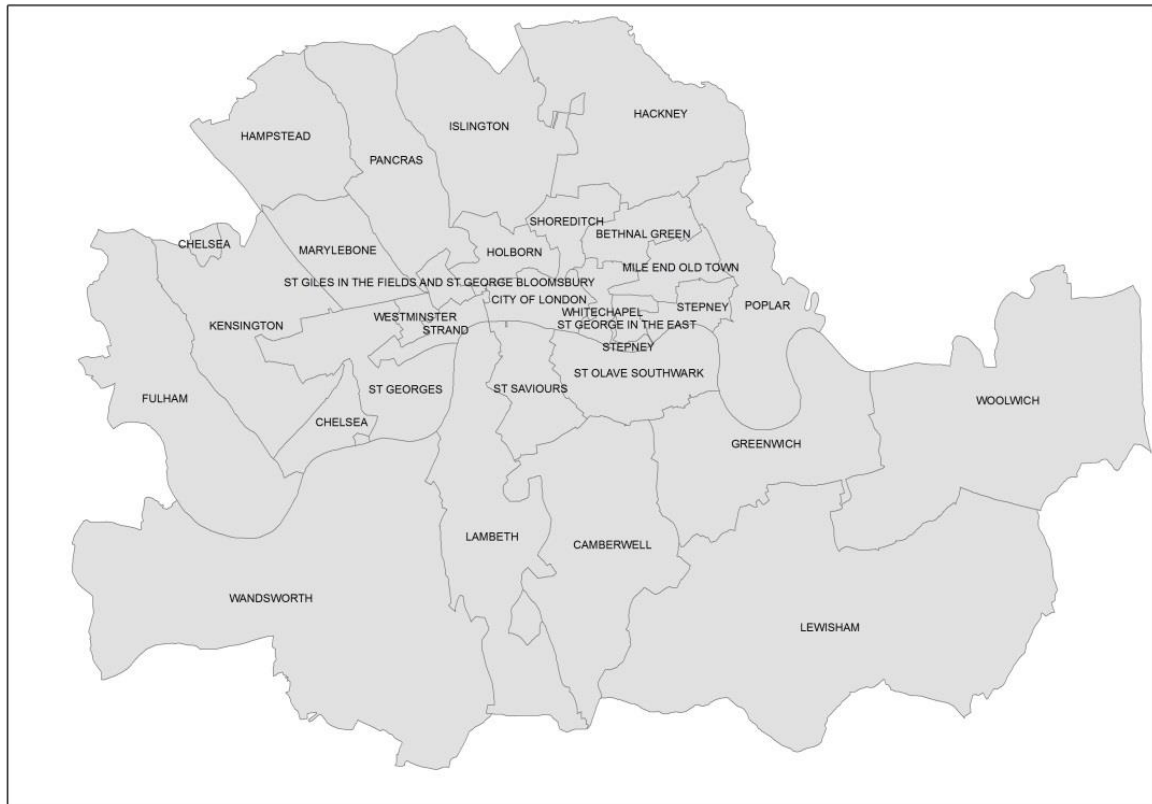 HACKNEY
ISLINGTON
HAMPSTEAD
PANCRAS
SHOREDITCH
BETHNAL GREEN
CHELSEA
MARYLEBONE
HOLBORN
MILE END OLD TOWN
ST GILES IN THE FIELDS AND ST GEORGE BLOOMSBURY
CITY OF LONDON
STEPNEY
POPLAR
WHITECHAPEL
WESTMINSTER
KENSINGTON
ST GEORGE IN THE EAST
STRAND
STEPNEY
ST OLAVE SOUTHWARK
ST GEORGES
ST SAVIOURS
FULHAM
WOOLWICH
CHELSEA
GREENWICH
LAMBETH
CAMBERWELL
WANDSWORTH
LEWISHAM